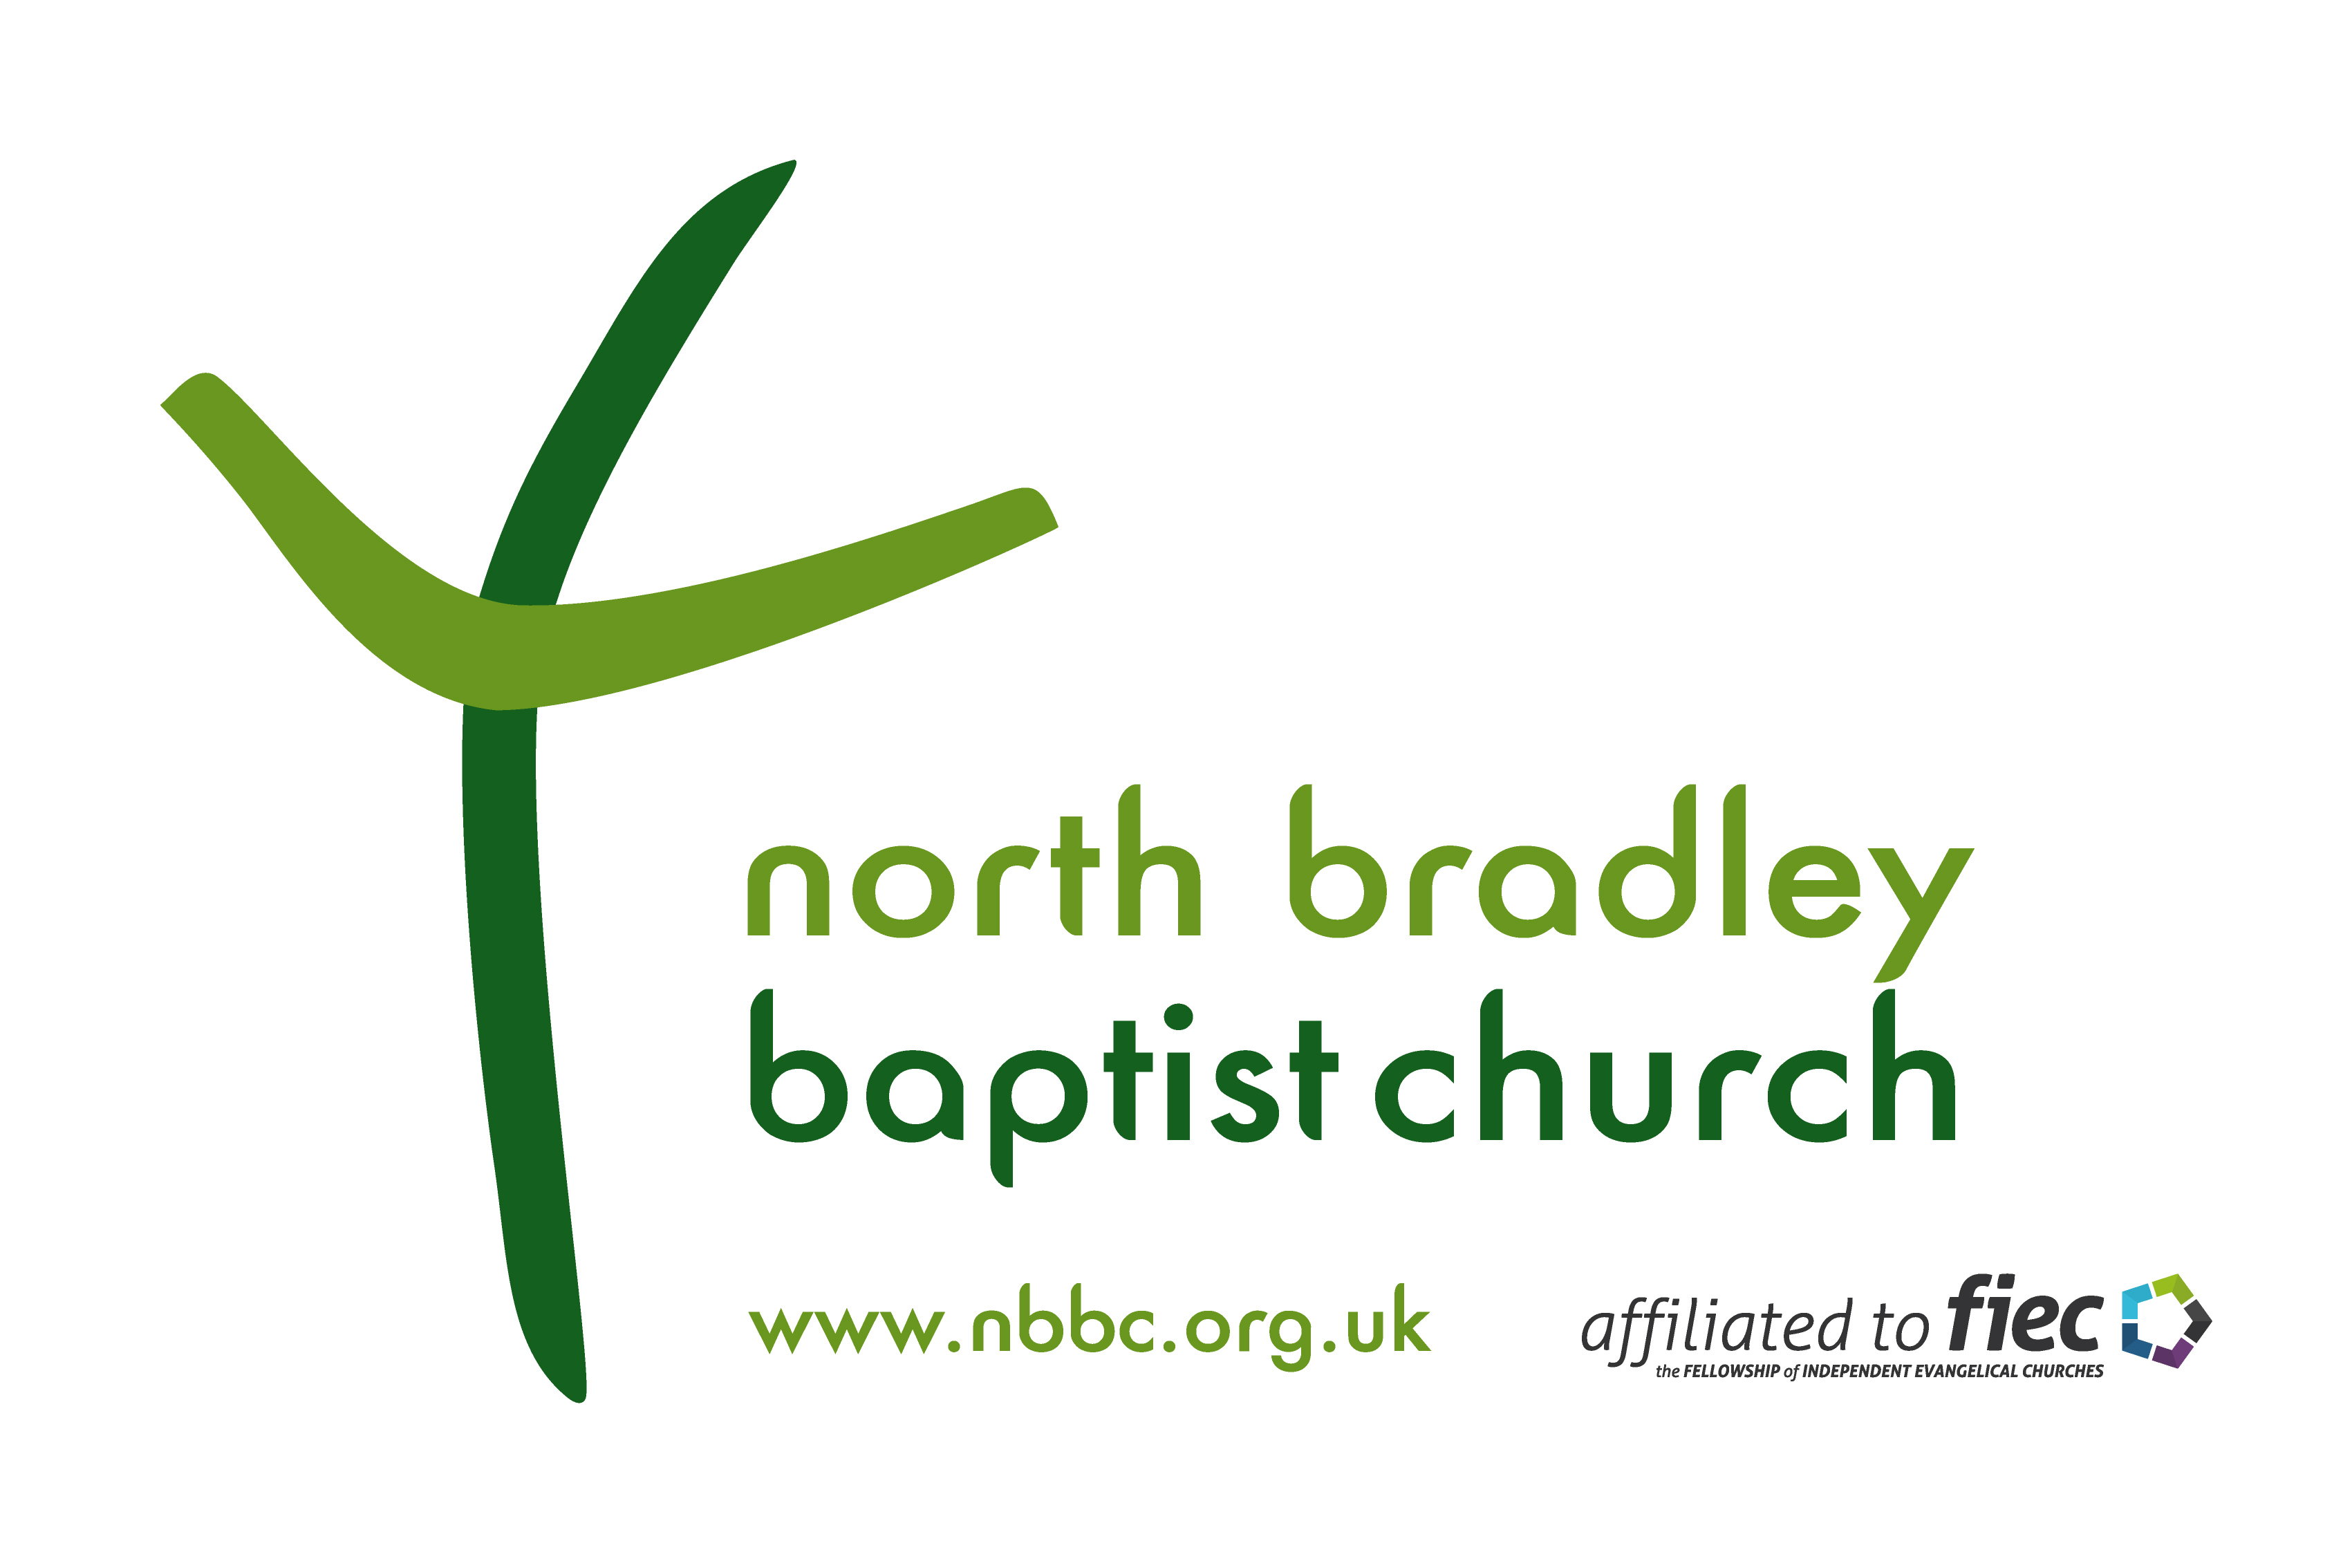 north bradley
baptist church
www.nbbc.org.uk
affiliated to fiec
the FELLOWSHIP of INDEPENDENT EVANGELICAL CHURCHES